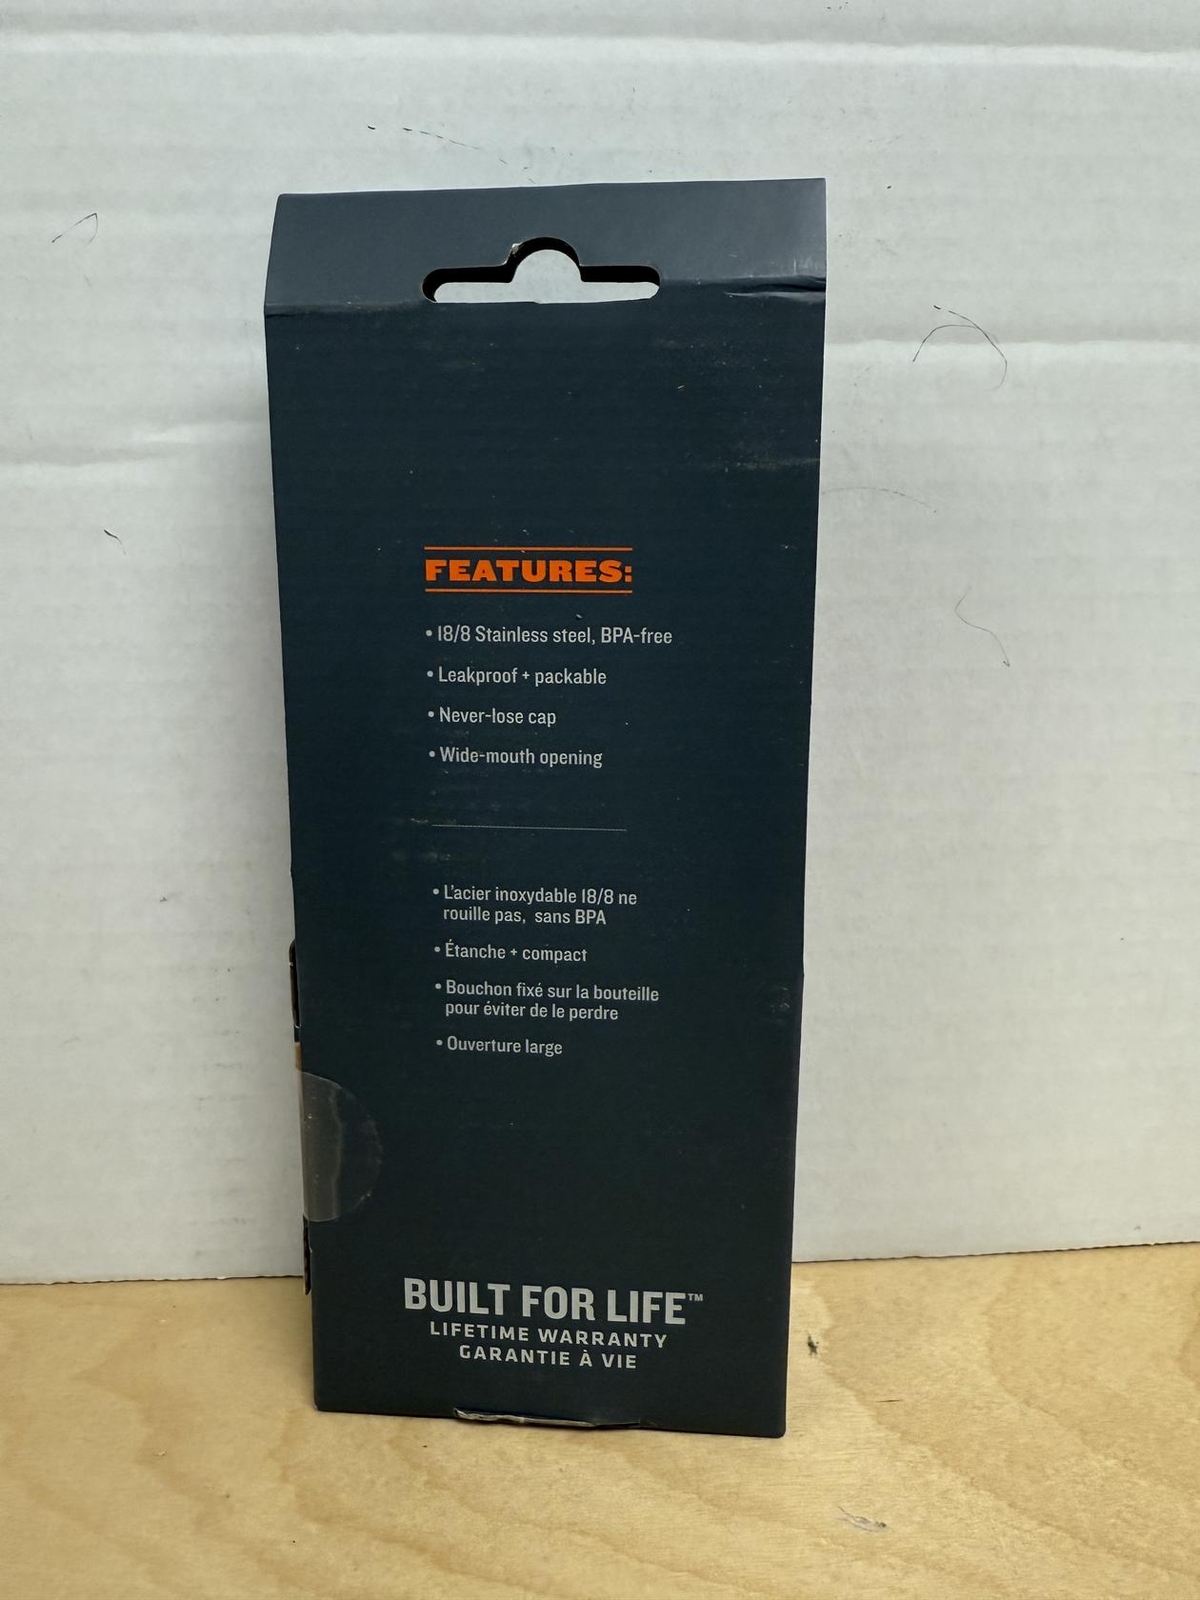 FEATURES:
• 18/8 Stainless steel, BPA-free
• Leakproof + packable
• Never-lose cap
• Wide-mouth opening
• L'acier inoxydable 18/8 ne
rouille pas, sans BPA
• Étanche + compact
• Bouchon fixé sur la bouteille
pour éviter de le perdre
• Ouverture large
BUILT FOR LIFE™
LIFETIME WARRANTY
GARANTIE À VIE